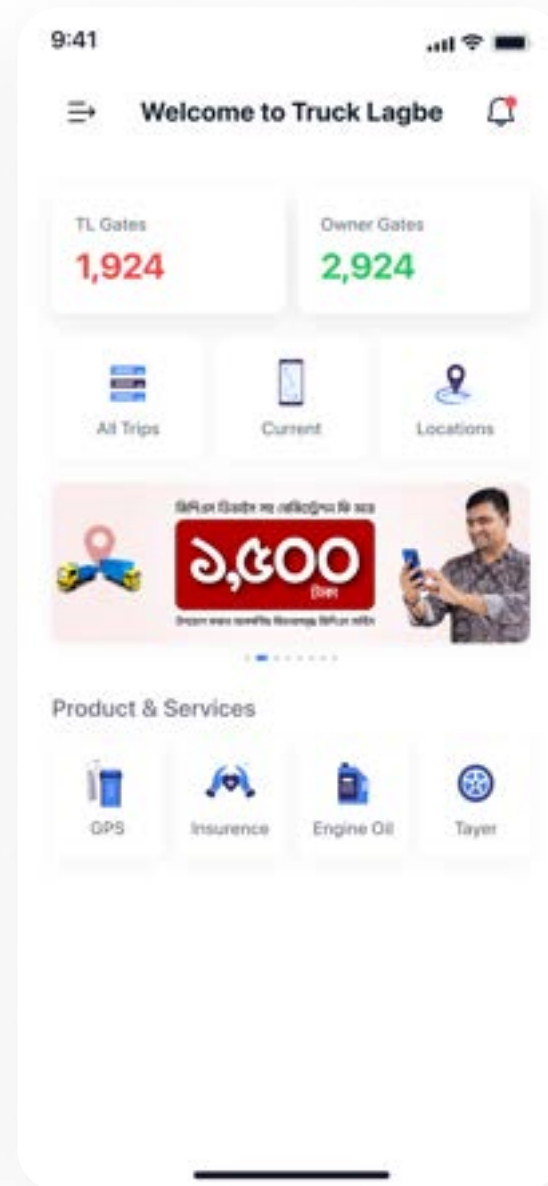 9:41
Welcome to Truck Lagbe
TL Gates
Owner Gates
1,924
2,924
All Trips
Current
Locations
১,৫০০
টাকা
Product & Services
GPS
Insurence
Engine Oil
Tayer